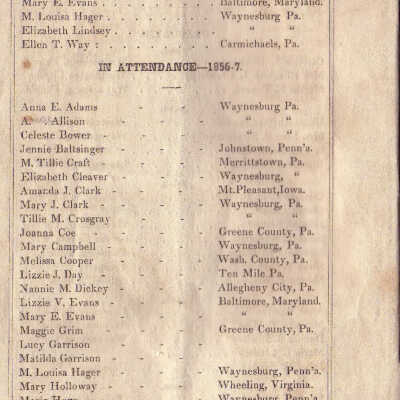 Mary E. Evans - - - - - Baltimore, Maryland.
M. Louisa Hager . . . . . . . Waynesburg Pa.
Elizabeth Lindsey . . . . . . . " "
Ellen T. Way : . . . . . . . . Carmichaels, Pa.
IN ATTENDANCE—1856-7.
Anna E. Adams - - - Waynesburg Pa.
A. Allison - - - " "
Celeste Bower - - - - " "
Jennie Baltsinger - - - Johnstown, Penn'a.
M. Tillie Craft - - - - Merrittstown, Pa.
Elizabeth Cleaver - - - Waynesburg, "
Amanda J. Clark - - - - Mt. Pleasant, Iowa.
Mary J. Clark - - - - Waynesburg, Pa.
Tillie M. Crosgray - - - " "
Joanna Coe - - - - Greene County, Pa.
Mary Campbell - - - - Waynesburg, Pa.
Melissa Cooper - - - Wash. County, Pa.
Lizzie J. Day - - - - Ten Mile Pa.
Nannie M. Dickey - - - - Allegheny City, Pa.
Lizzie V. Evans - - - - Baltimore, Maryland.
Mary E. Evans - - - " "
Maggie Grim - - - - Greene County, Pa.
Lucy Garrison - - -
Matilda Garrison - - - -
M. Louisa Hager - - - Waynesburg, Penn'a.
Mary Holloway - - - - Wheeling, Virginia.
Waynesburg, Penn'a.